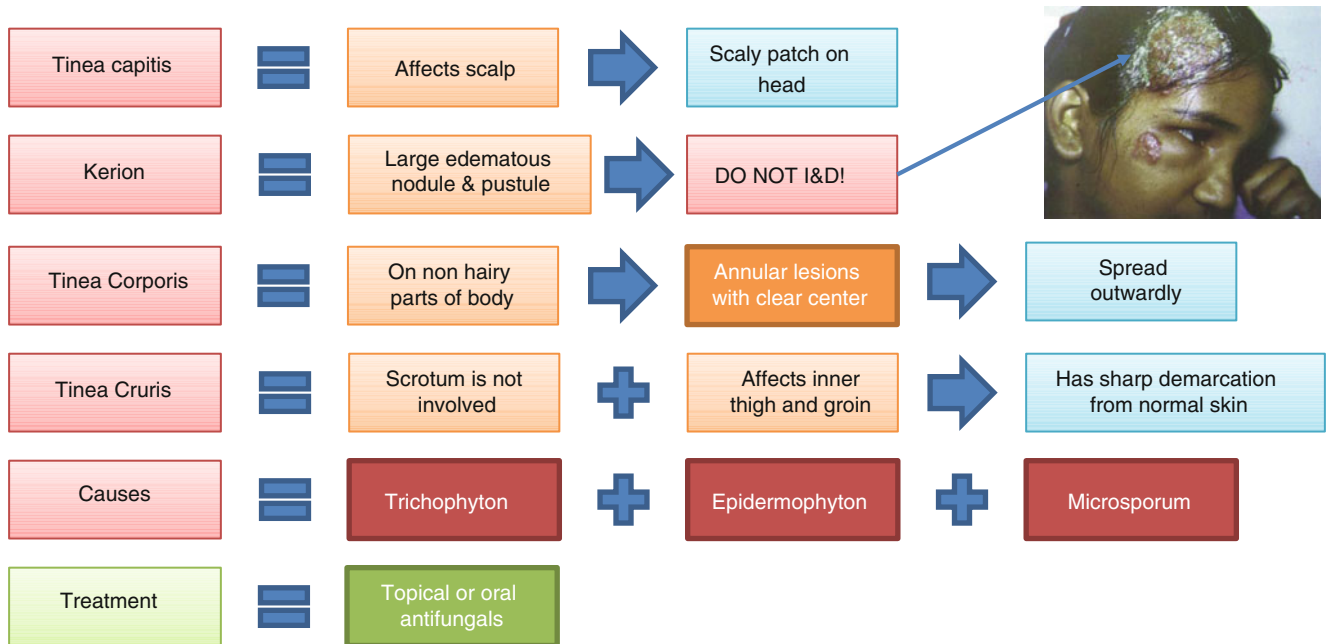 Tinea capitis
Affects scalp
Scaly patch on
head
Kerion
Large edematous
nodule & pustule
DO NOT I&D!
Tinea Corporis
On non hairy
parts of body
Annular lesions
with clear center
Spread
outwardly
Tinea Cruris
Scrotum is not
involved
Affects inner
thigh and groin
Has sharp demarcation
from normal skin
Causes
Trichophyton
Epidermophyton
Microsporum
Treatment
Topical or oral
antifungals